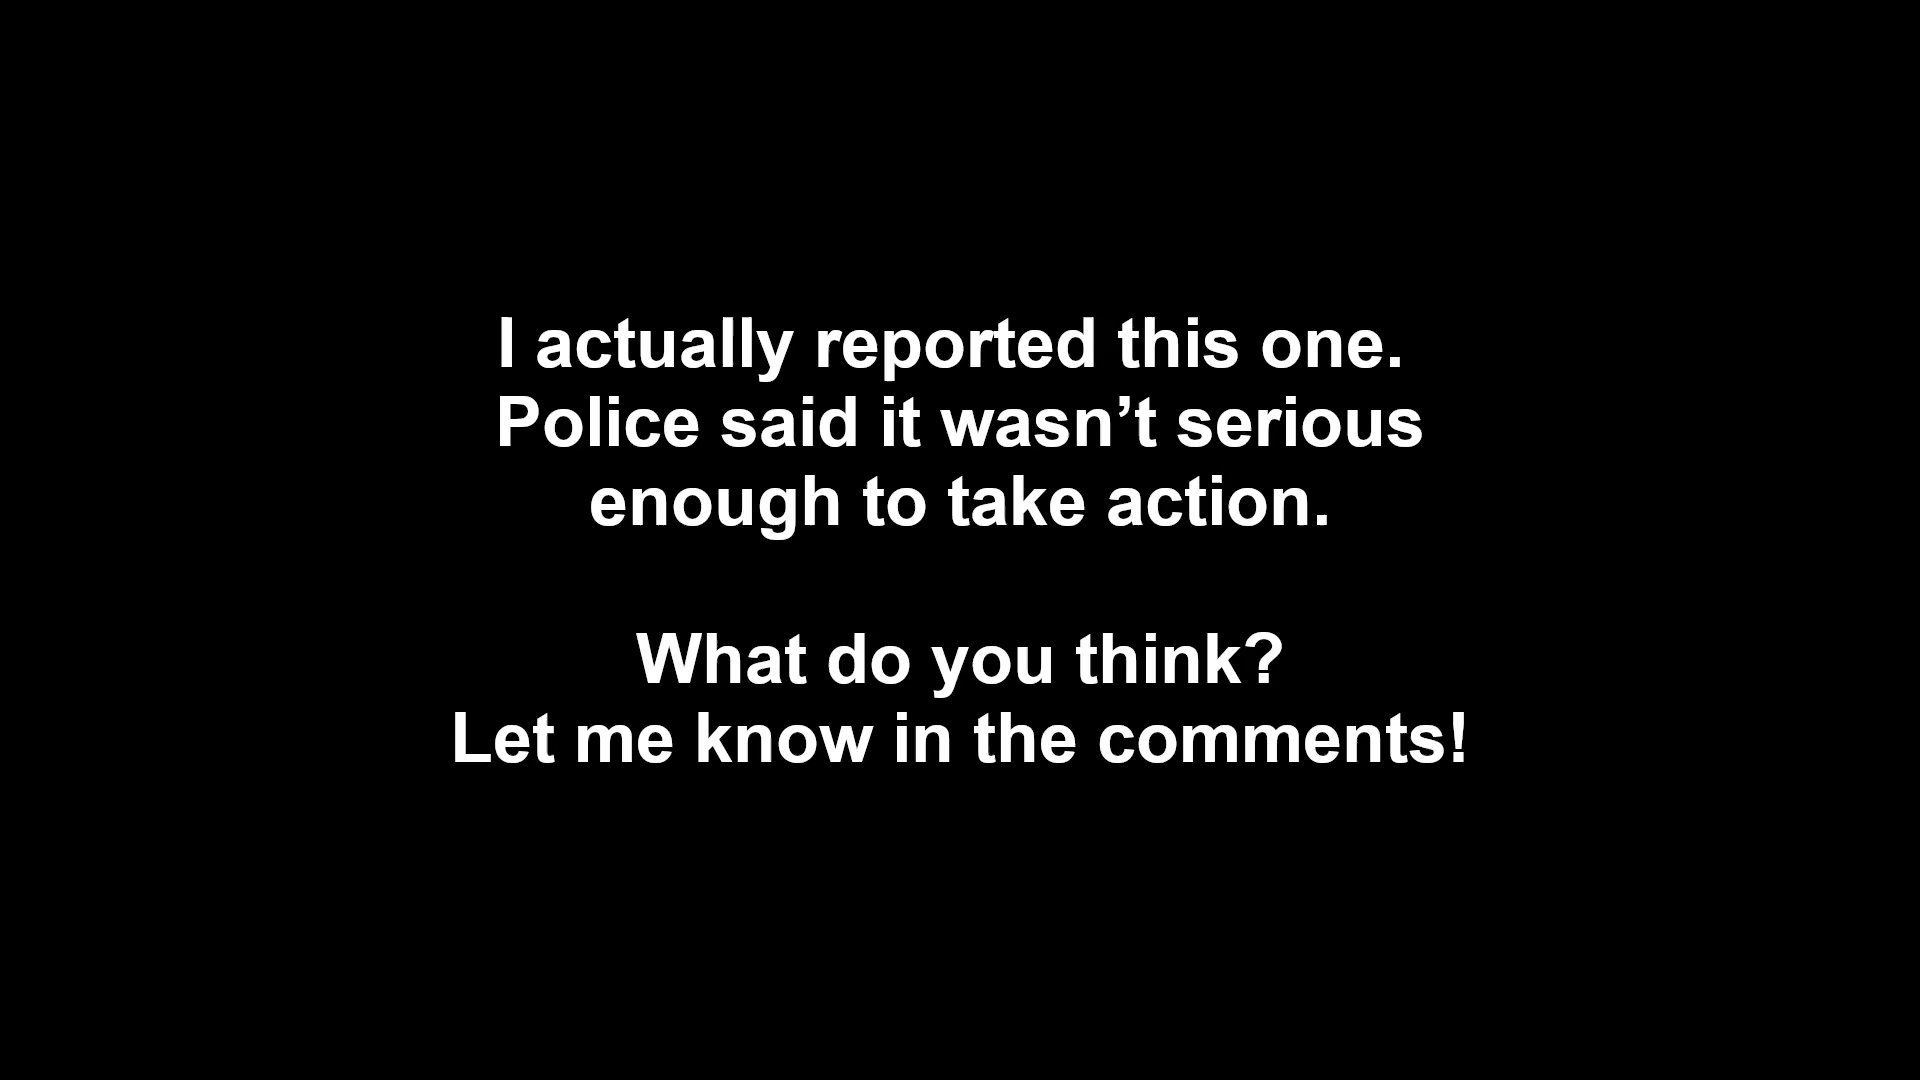 I actually reported this one.
Police said it wasn’t serious
enough to take action.
What do you think?
Let me know in the comments!